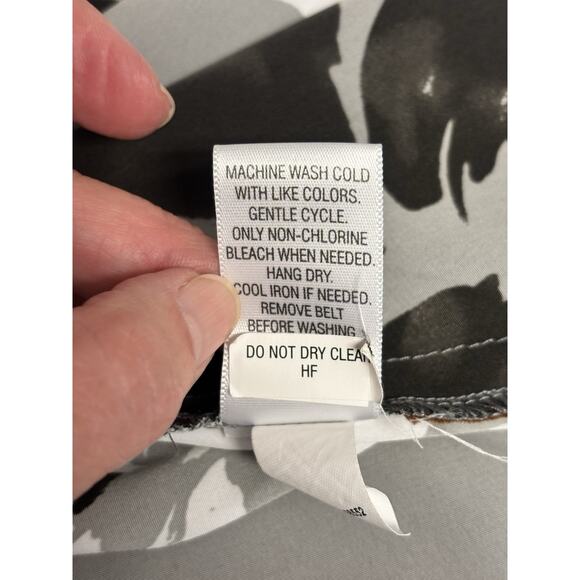 MACHINE WASH COLD
WITH LIKE COLORS.
GENTLE CYCLE.
ONLY NON-CHLORINE
BLEACH WHEN NEEDED.
HANG DRY.
COOL IRON IF NEEDED.
REMOVE BELT
BEFORE WASHING
DO NOT DRY CLEAN
HF